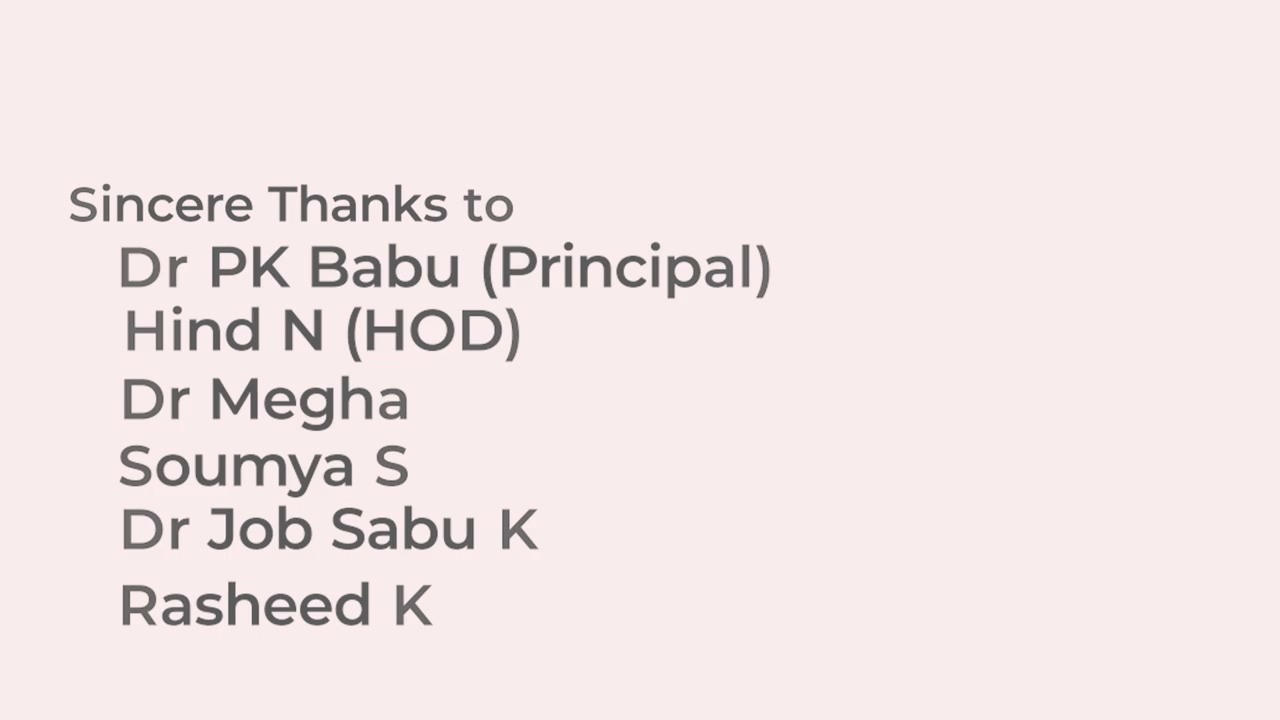 Sincere Thanks to
Dr PK Babu (Principal)
Hind N (HOD)
Dr Megha
Soumya S
Dr Job Sabu K
Rasheed K